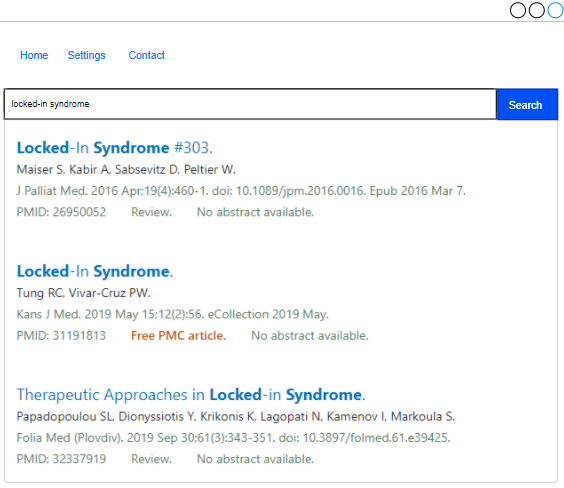 Home Settings Contact
locked-in syndrome Search
Locked-In Syndrome #303.
Maiser S, Kabir A, Sabsevitz D, Peltier W.
J Palliat Med. 2016 Apr;19(4):460-1. doi: 10.1089/jpm.2016.0016. Epub 2016 Mar 7.
PMID: 26950052 Review. No abstract available.
Locked-In Syndrome.
Tung RC, Vivar-Cruz PW.
Kans J Med. 2019 May 15;12(2):56. eCollection 2019 May.
PMID: 31191813 Free PMC article. No abstract available.
Therapeutic Approaches in Locked-in Syndrome.
Papadopoulou SL, Dionyssiotis Y, Krikonis K, Lagopati N, Kamenov I, Markoula S.
Folia Med (Plovdiv). 2019 Sep 30;61(3):343-351. doi: 10.3897/folmed.61.e39425.
PMID: 32337919 Review. No abstract available.